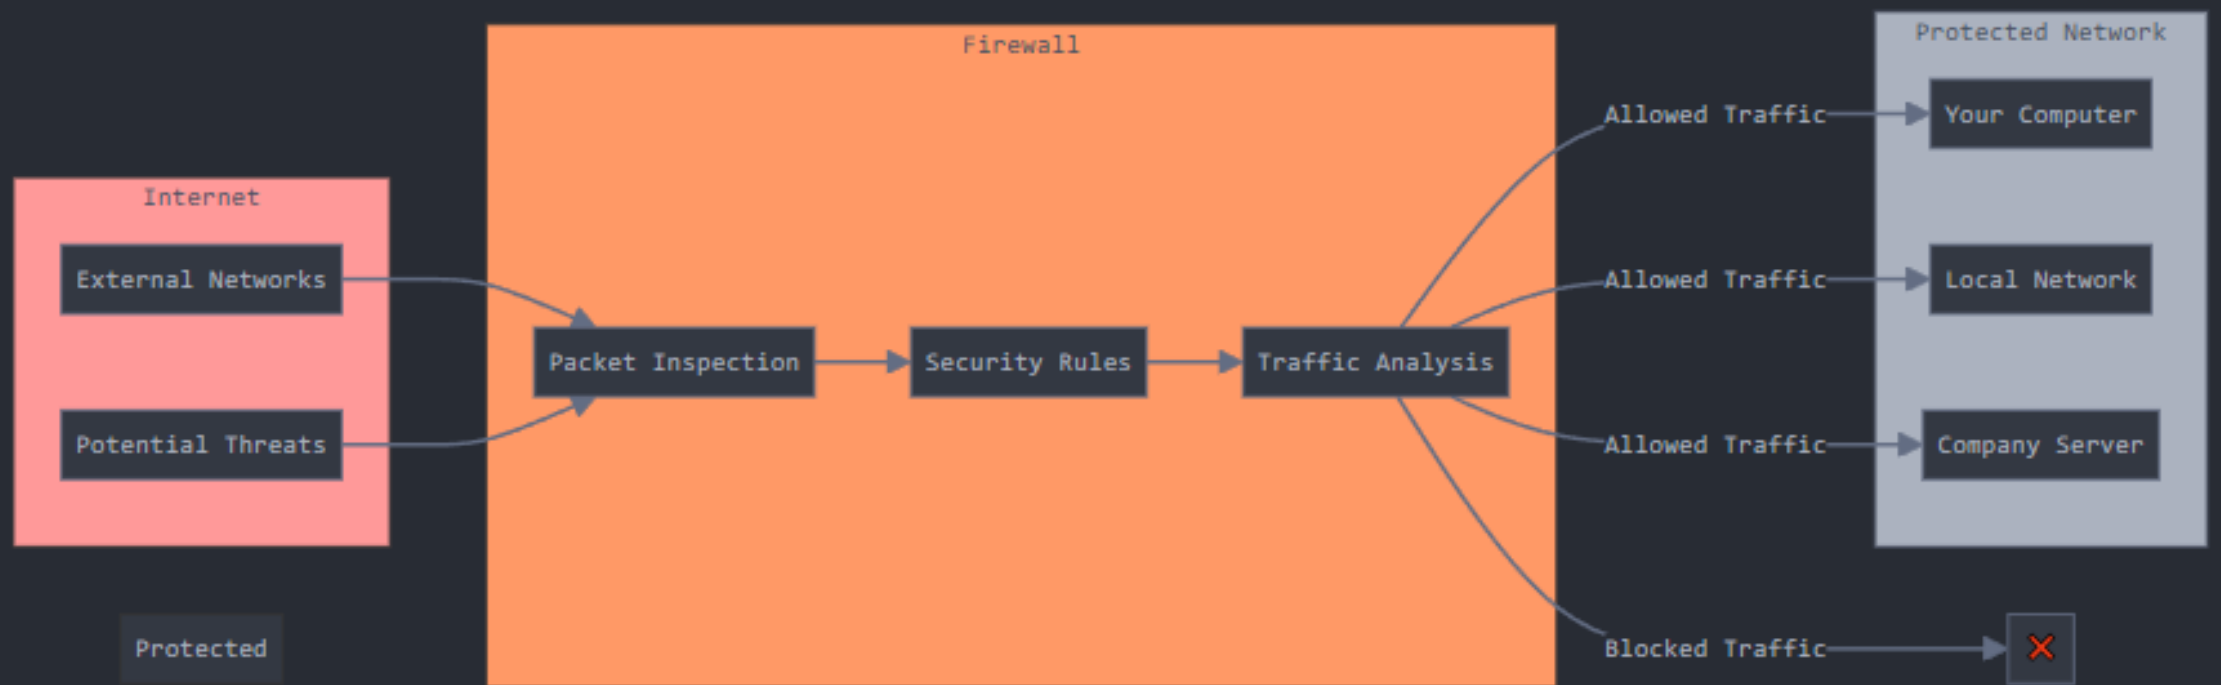 Internet
External Networks
Potential Threats
Protected
Firewall
Packet Inspection
Security Rules
Traffic Analysis
Allowed Traffic
Allowed Traffic
Allowed Traffic
Blocked Traffic
Protected Network
Your Computer
Local Network
Company Server